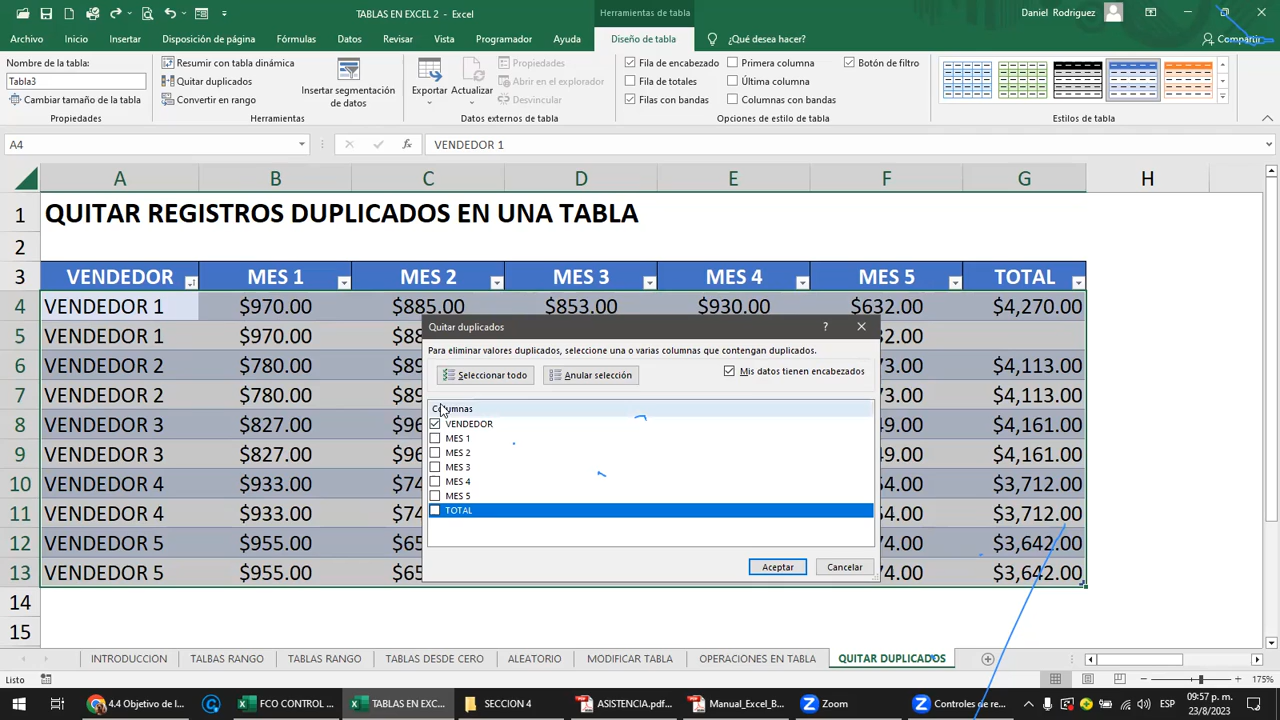 TABLAS EN EXCEL 2 - Excel
Herramientas de tabla
Daniel Rodriguez
Archivo Inicio Insertar Disposición de página Fórmulas Datos Revisar Vista Programador Ayuda Diseño de tabla ¿Qué desea hacer? Compartir
Nombre de la tabla:
Tabla3
Cambiar tamaño de la tabla
Propiedades
Resumir con tabla dinámica
Quitar duplicados
Convertir en rango
Insertar segmentación
de datos
Herramientas
Exportar
Actualizar
Propiedades
Abrir en el explorador
Desvincular
Datos externos de tabla
Fila de encabezado
Fila de totales
Filas con bandas
Primera columna
Última columna
Columnas con bandas
Botón de filtro
Opciones de estilo de tabla
Estilos de tabla
A4
fx
VENDEDOR 1
A B C D E F G H
1 QUITAR REGISTROS DUPLICADOS EN UNA TABLA
2
3 VENDEDOR MES 1 MES 2 MES 3 MES 4 MES 5 TOTAL
4 VENDEDOR 1 $970.00 $885.00 $853.00 $930.00 $632.00 $4,270.00
5 VENDEDOR 1 $970.00
6 VENDEDOR 2 $780.00 $4,113.00
7 VENDEDOR 2 $780.00 $4,113.00
8 VENDEDOR 3 $827.00 $4,161.00
9 VENDEDOR 3 $827.00 $4,161.00
10 VENDEDOR 4 $933.00 $3,712.00
11 VENDEDOR 4 $933.00 $3,712.00
12 VENDEDOR 5 $955.00 $3,642.00
13 VENDEDOR 5 $955.00 $3,642.00
14
15
Quitar duplicados ?
Para eliminar valores duplicados, seleccione una o varias columnas que contengan duplicados.
Seleccionar todo Anular selección Mis datos tienen encabezados
Columnas
VENDEDOR
MES 1
MES 2
MES 3
MES 4
MES 5
TOTAL
Aceptar Cancelar
INTRODUCCION TALBAS RANGO TABLAS RANGO TABLAS DESDE CERO ALEATORIO MODIFICAR TABLA OPERACIONES EN TABLA QUITAR DUPLICADOS
Listo
175%
4.4 Objetivo de l... FCO CONTROL ... TABLAS EN EXC... SECCION 4 ASISTENCIA.pdf... Manual_Excel_B... Zoom Controles de re...
ESP
09:57 p. m.
23/8/2023